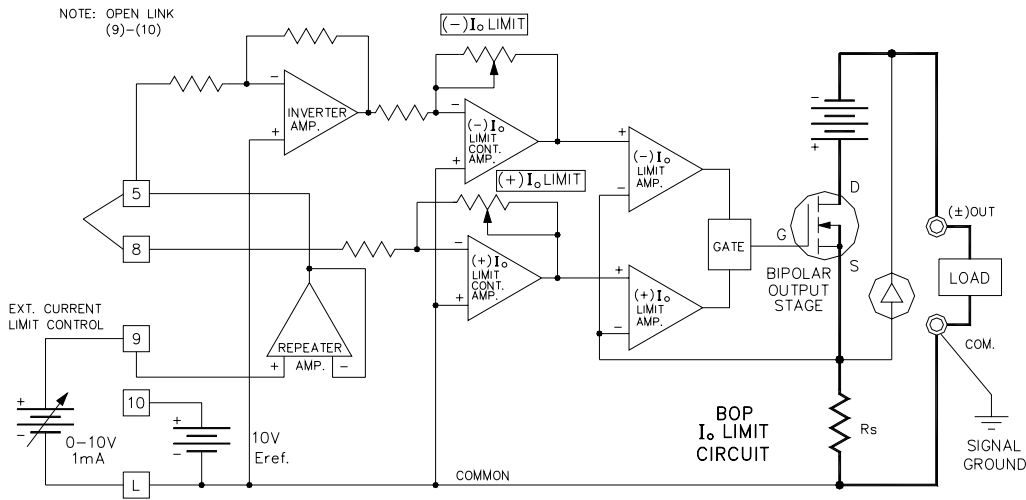 NOTE: OPEN LINK
(9)-(10)
(-)Io LIMIT
-
+
INVERTER
AMP.
-
+
(-)Io
LIMIT
CONT.
AMP.
(+)Io LIMIT
+
-
(-)Io
LIMIT
AMP.
-
+
5
8
-
+
(+)Io
LIMIT
CONT.
AMP.
+
-
(+)Io
LIMIT
AMP.
GATE
G
D
S
BIPOLAR
OUTPUT
STAGE
(±)OUT
LOAD
COM.
SIGNAL
GROUND
EXT. CURRENT
LIMIT CONTROL
9
REPEATER
+ AMP. -
10
+
-
0-10V
1mA
+
-
10V
Eref.
L
COMMON
BOP
Io LIMIT
CIRCUIT
Rs